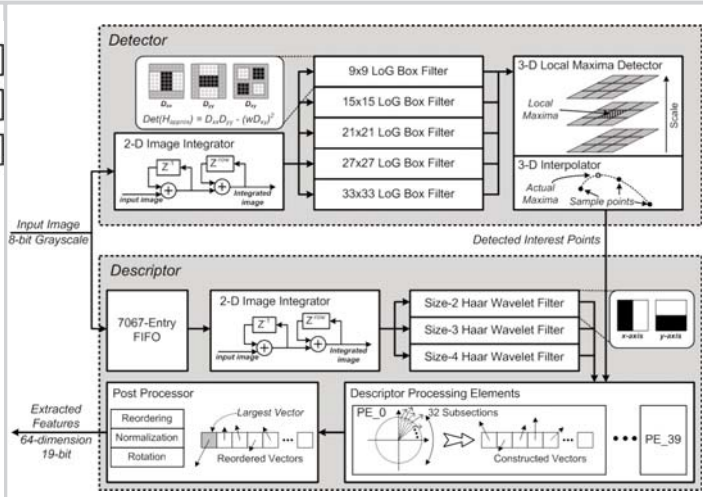 Detector
D_xx D_yy D_xy
Det(H_approx) = D_xxD_yy - (wD_xy)²
9x9 LoG Box Filter
15x15 LoG Box Filter
21x21 LoG Box Filter
27x27 LoG Box Filter
33x33 LoG Box Filter
3-D Local Maxima Detector
Local
Maxima
Scale
2-D Image Integrator
Z⁻¹
Z⁻ʳᵒʷ
input image
Integrated
image
3-D Interpolator
Actual
Maxima
Sample points
Input Image
8-bit Grayscale
Detected Interest Points
Descriptor
7067-Entry
FIFO
2-D Image Integrator
Z⁻¹
Z⁻ʳᵒʷ
input image
Integrated
image
Size-2 Haar Wavelet Filter
Size-3 Haar Wavelet Filter
Size-4 Haar Wavelet Filter
x-axis y-axis
Extracted
Features
64-dimension
19-bit
Post Processor
Reordering
Normalization
Rotation
Largest Vector
Reordered Vectors
Descriptor Processing Elements
PE_0
32 Subsections
Constructed Vectors
PE_39